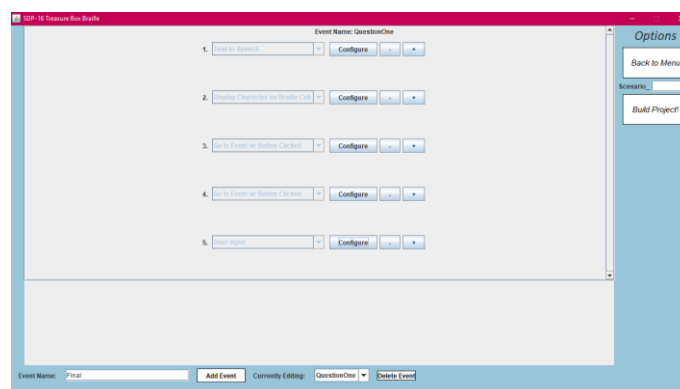 SDP-16 Treasure Box Braille
Event Name: QuestionOne
Options
1. Text to Speech Configure - +
Back to Menu
Scenario_
2. Display Character on Braille Cell Configure - +
Build Project!
3. Go to Event on Button Clicked Configure - +
4. Go to Event on Button Clicked Configure - +
5. User Input Configure - +
Event Name: Final Add Event Currently Editing: QuestionOne Delete Event